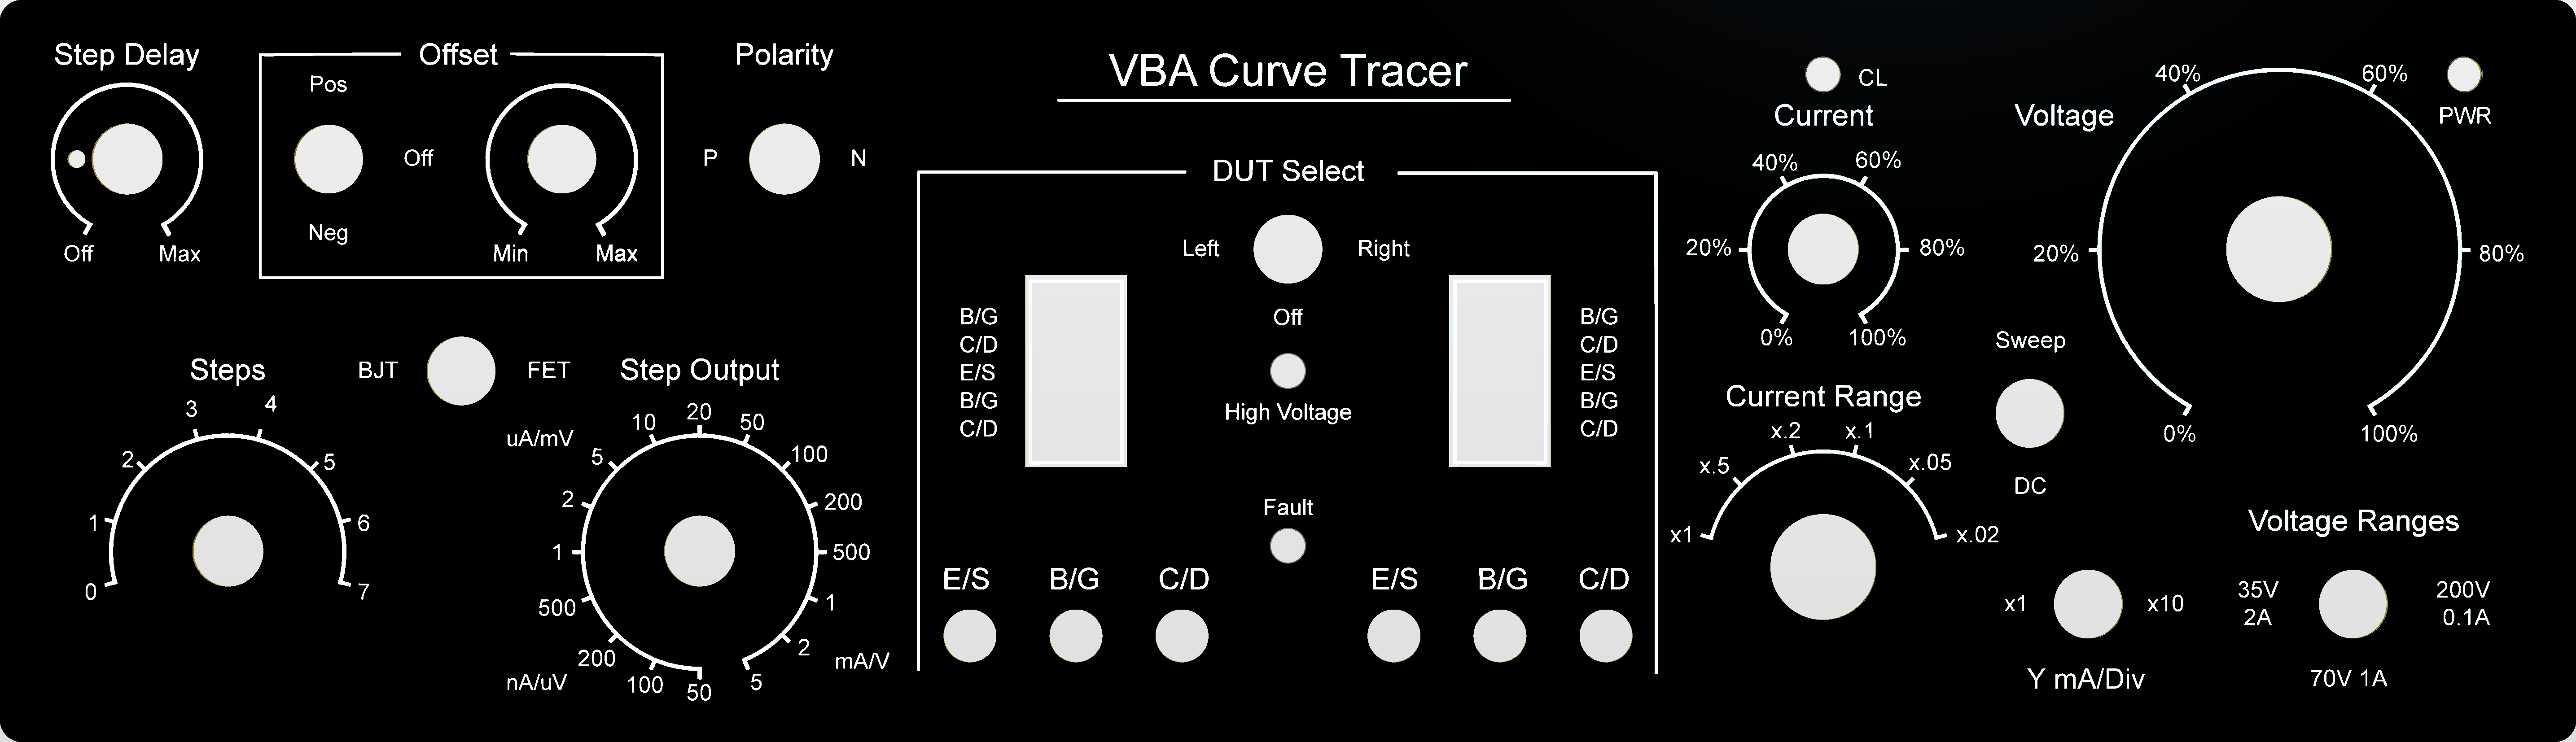 Step Delay
Off
Max
Offset
Pos
Off
Neg
Min
Max
Polarity
P
N
VBA Curve Tracer
CL
Current
0%
20%
40%
60%
80%
100%
Voltage
0%
20%
40%
60%
80%
100%
PWR
Steps
0
1
2
3
4
5
6
7
BJT
FET
Step Output
uA/mV
nA/uV
mA/V
50
100
200
500
1
2
5
10
20
50
100
200
500
1
2
5
DUT Select
Left
Right
Off
High Voltage
Fault
B/G
C/D
E/S
B/G
C/D
B/G
C/D
E/S
B/G
C/D
E/S
B/G
C/D
E/S
B/G
C/D
Current Range
x1
x.5
x.2
x.1
x.05
x.02
Sweep
DC
x1
x10
Y mA/Div
Voltage Ranges
35V
2A
200V
0.1A
70V 1A